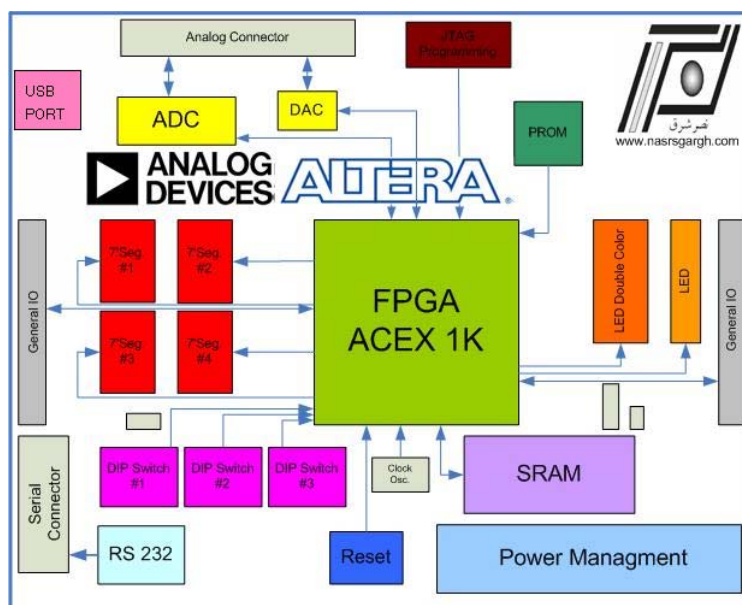 Analog Connector
JTAG
Programming
USB
PORT
ADC
DAC
PROM
نصر شرق
www.nasrsgargh.com
ANALOG
DEVICES
ALTERA
General IO
7"Seg.
#1
7"Seg.
#2
7"Seg.
#3
7"Seg.
#4
FPGA
ACEX 1K
LED Double Color
LED
General IO
DIP Switch
#1
DIP Switch
#2
DIP Switch
#3
Clock
Osc.
SRAM
Serial
Connector
RS 232
Reset
Power Managment